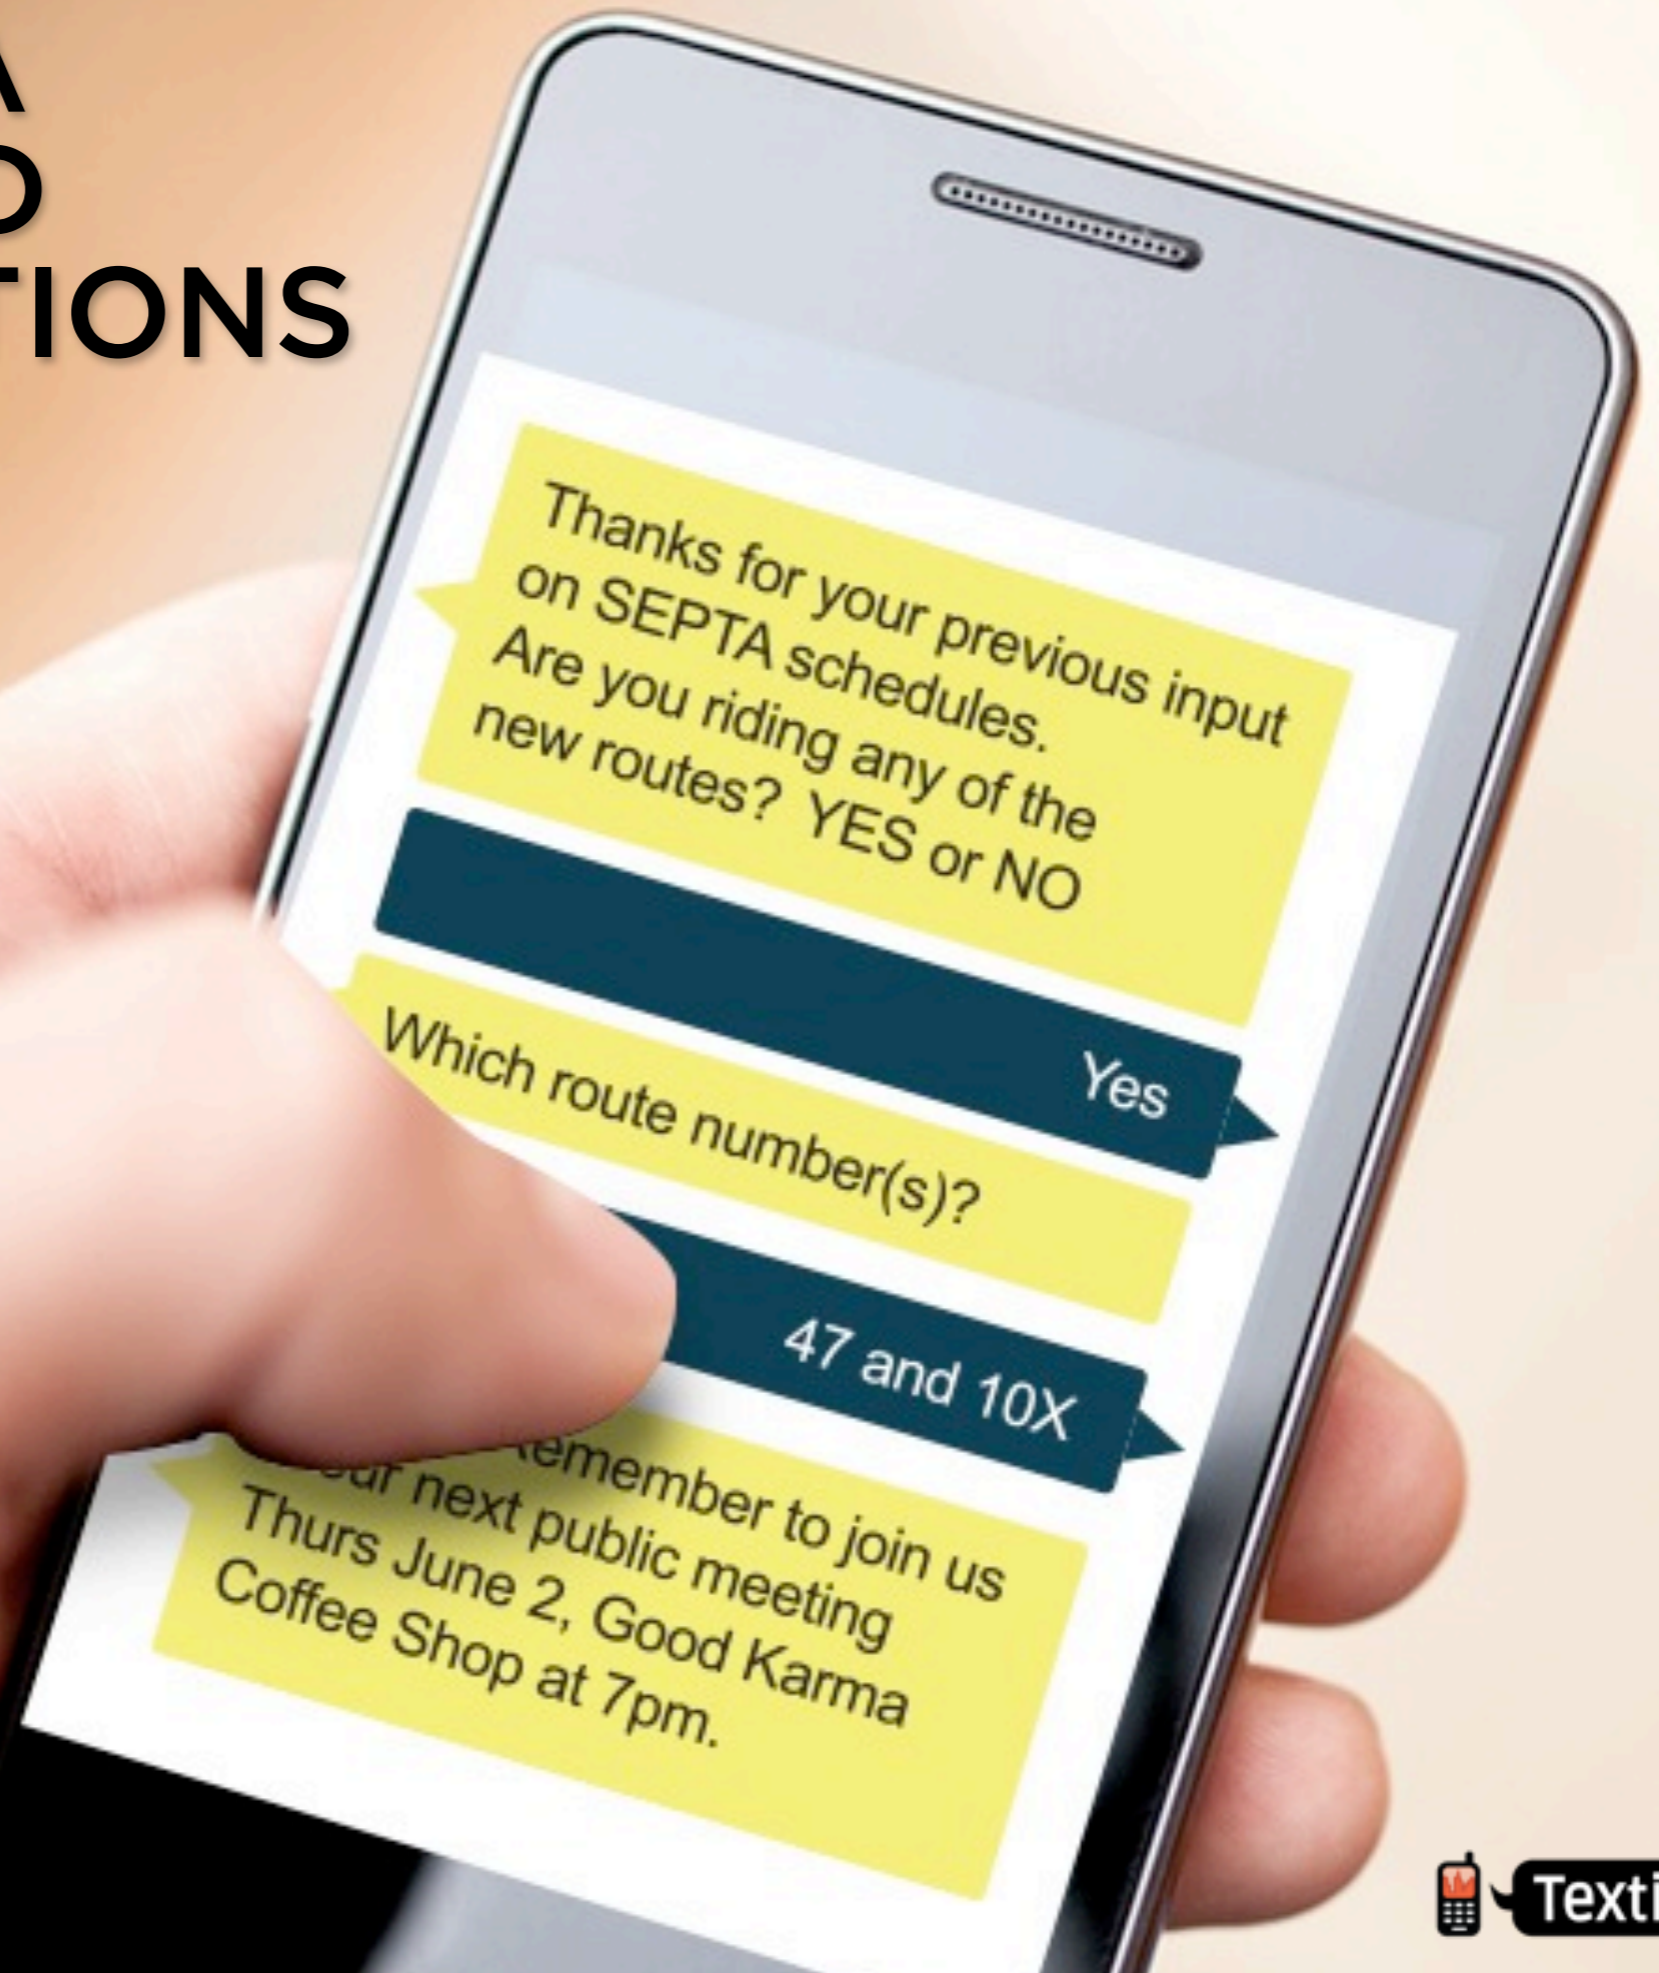 A
TIONS
Thanks for your previous input
on SEPTA schedules.
Are you riding any of the
new routes? YES or NO
Yes
Which route number(s)?
47 and 10X
emember to join us
next public meeting
Thurs June 2, Good Karma
Coffee Shop at 7pm.
Texti